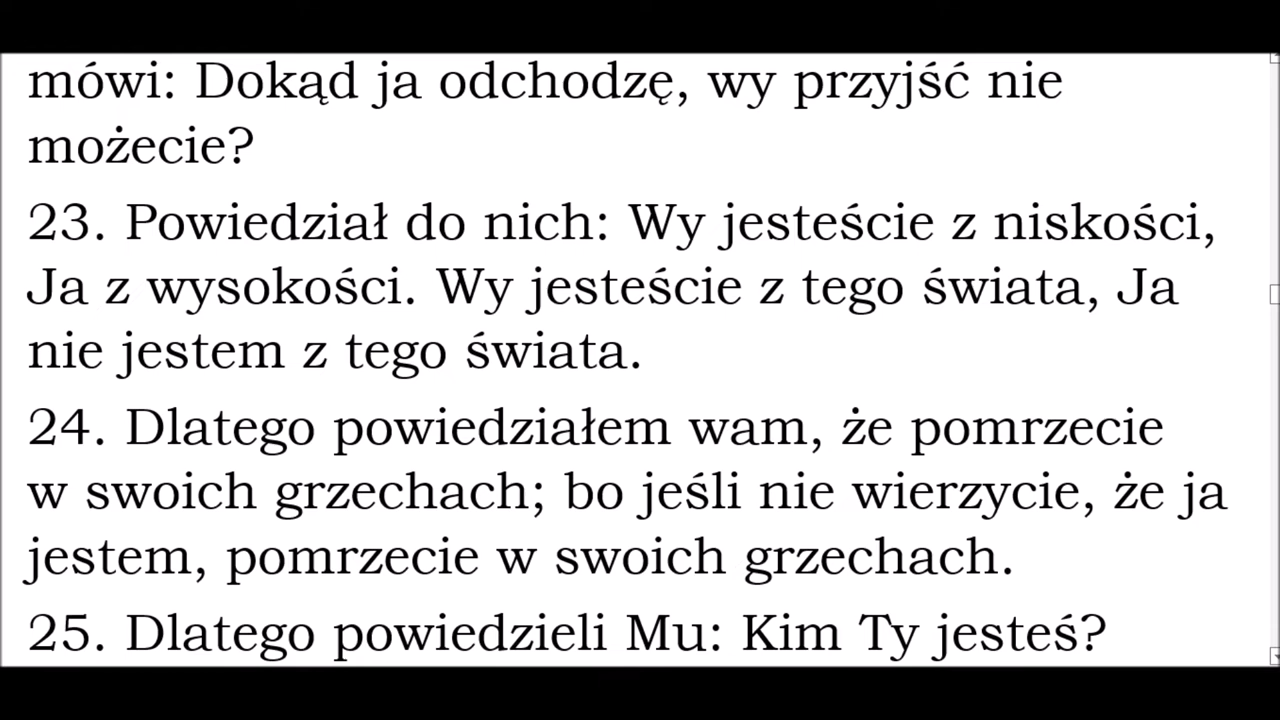 mówi: Dokąd ja odchodzę, wy przyjść nie
możecie?
23. Powiedział do nich: Wy jesteście z niskości,
Ja z wysokości. Wy jesteście z tego świata, Ja
nie jestem z tego świata.
24. Dlatego powiedziałem wam, że pomrzecie
w swoich grzechach; bo jeśli nie wierzycie, że ja
jestem, pomrzecie w swoich grzechach.
25. Dlatego powiedzieli Mu: Kim Ty jesteś?